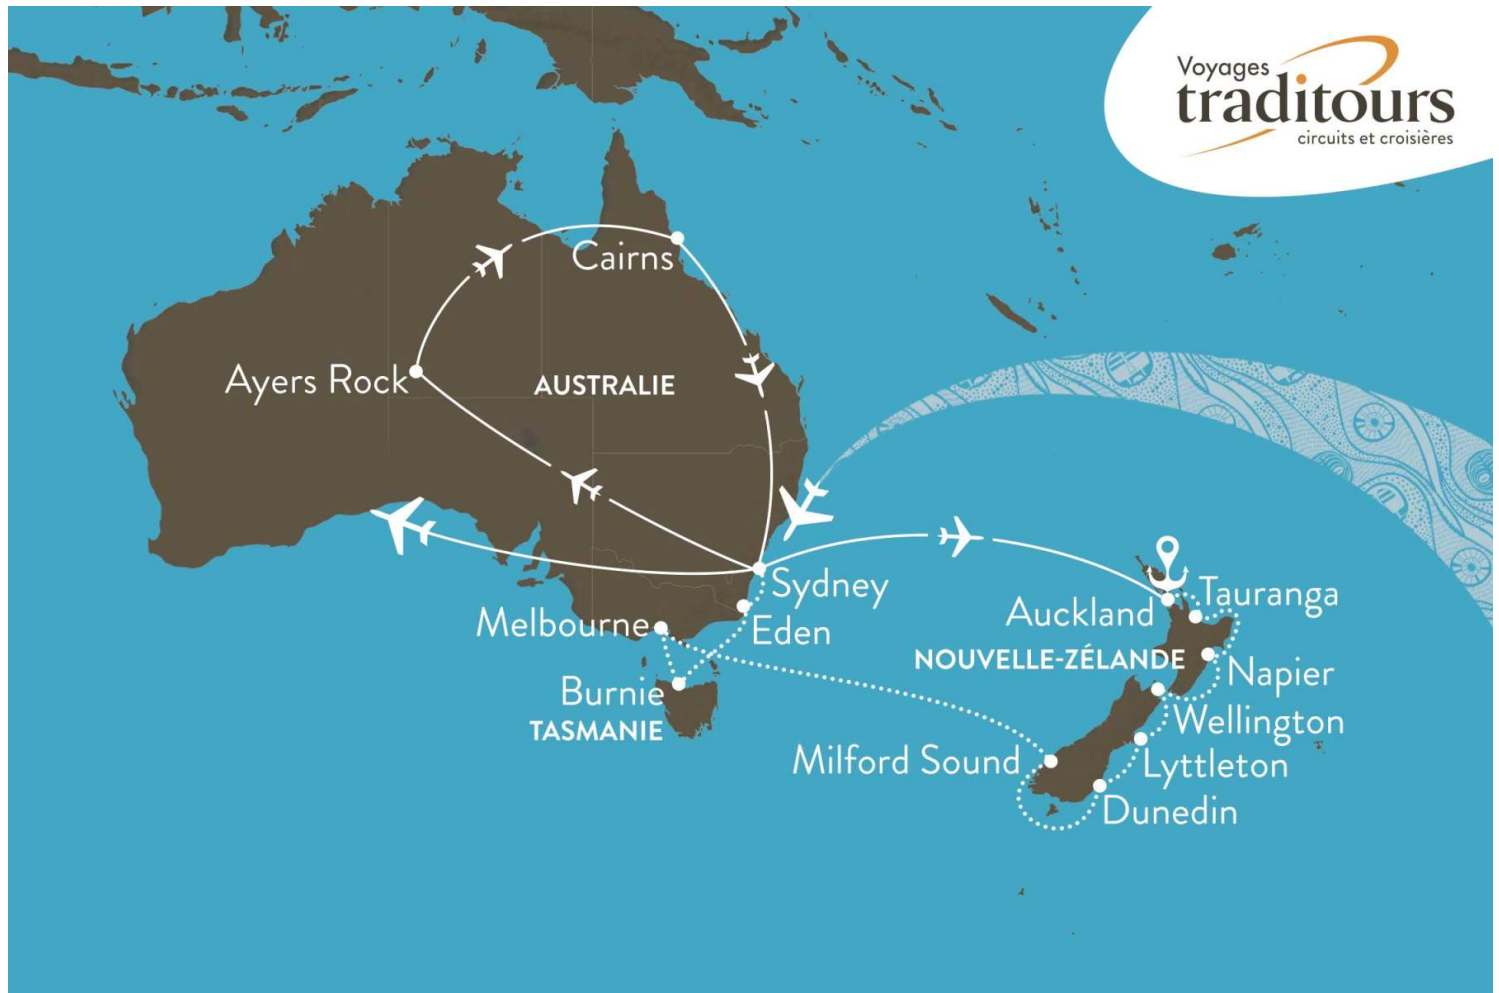 Voyages
traditours
circuits et croisières
Cairns
Ayers Rock
AUSTRALIE
Sydney
Eden
Melbourne
Burnie
TASMANIE
Auckland
Tauranga
NOUVELLE-ZÉLANDE
Napier
Wellington
Milford Sound
Lyttleton
Dunedin